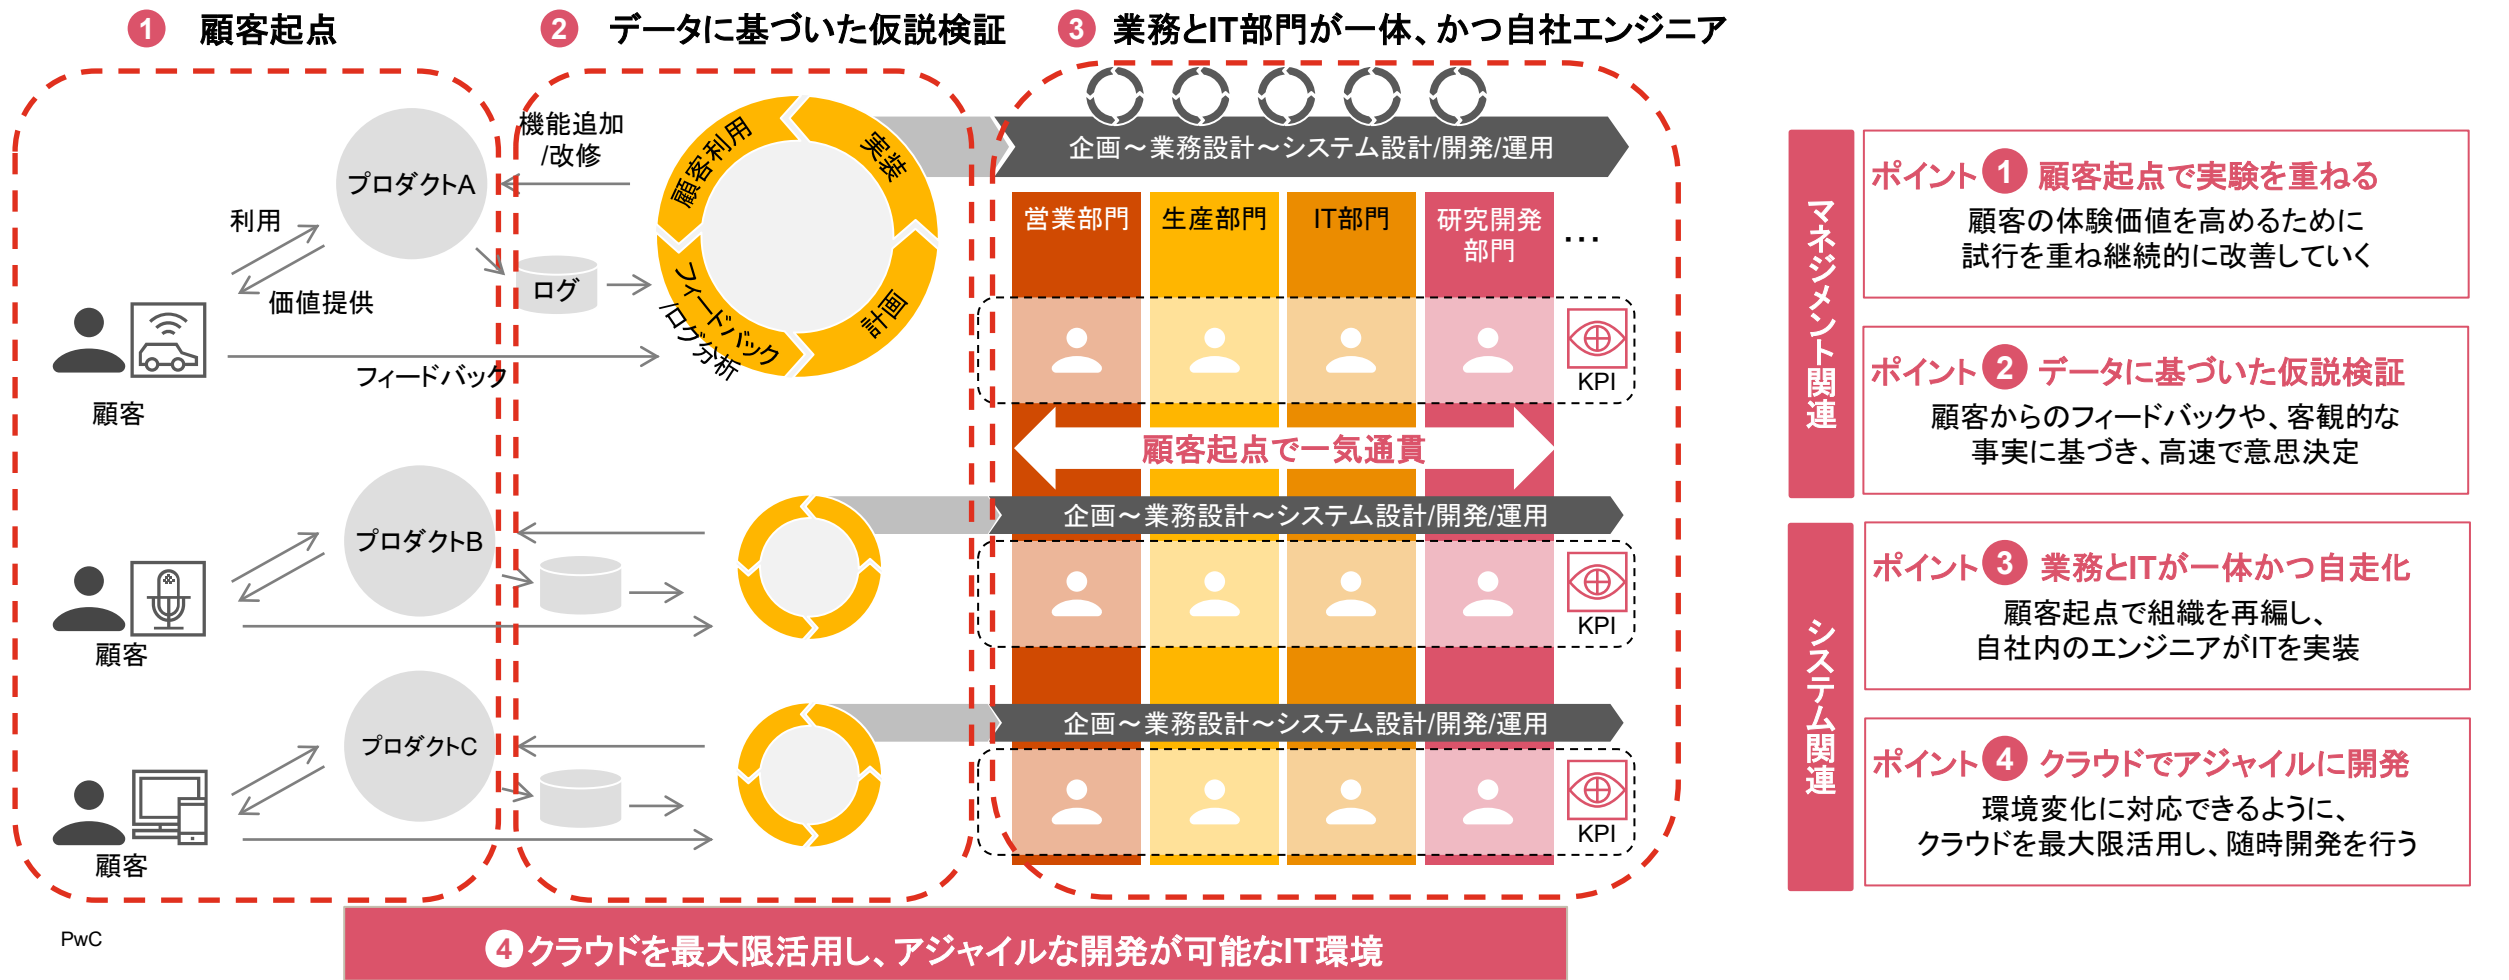 1 顧客起点
2 データに基づいた仮説検証
3 業務とIT部門が一体、かつ自社エンジニア
機能追加
/改修
プロダクトA
利用
価値提供
ログ
フィードバック
顧客
顧客利用
実装
計画
フィードバック
/ログ分析
企画～業務設計～システム設計/開発/運用
営業部門
生産部門
IT部門
研究開発
部門
…
KPI
顧客起点で一気通貫
プロダクトB
顧客
企画～業務設計～システム設計/開発/運用
KPI
プロダクトC
顧客
企画～業務設計～システム設計/開発/運用
KPI
4 クラウドを最大限活用し、アジャイルな開発が可能なIT環境
PwC
マネジメント関連
ポイント 1 顧客起点で実験を重ねる
顧客の体験価値を高めるために
試行を重ね継続的に改善していく
ポイント 2 データに基づいた仮説検証
顧客からのフィードバックや、客観的な
事実に基づき、高速で意思決定
システム関連
ポイント 3 業務とITが一体かつ自走化
顧客起点で組織を再編し、
自社内のエンジニアがITを実装
ポイント 4 クラウドでアジャイルに開発
環境変化に対応できるように、
クラウドを最大限活用し、随時開発を行う